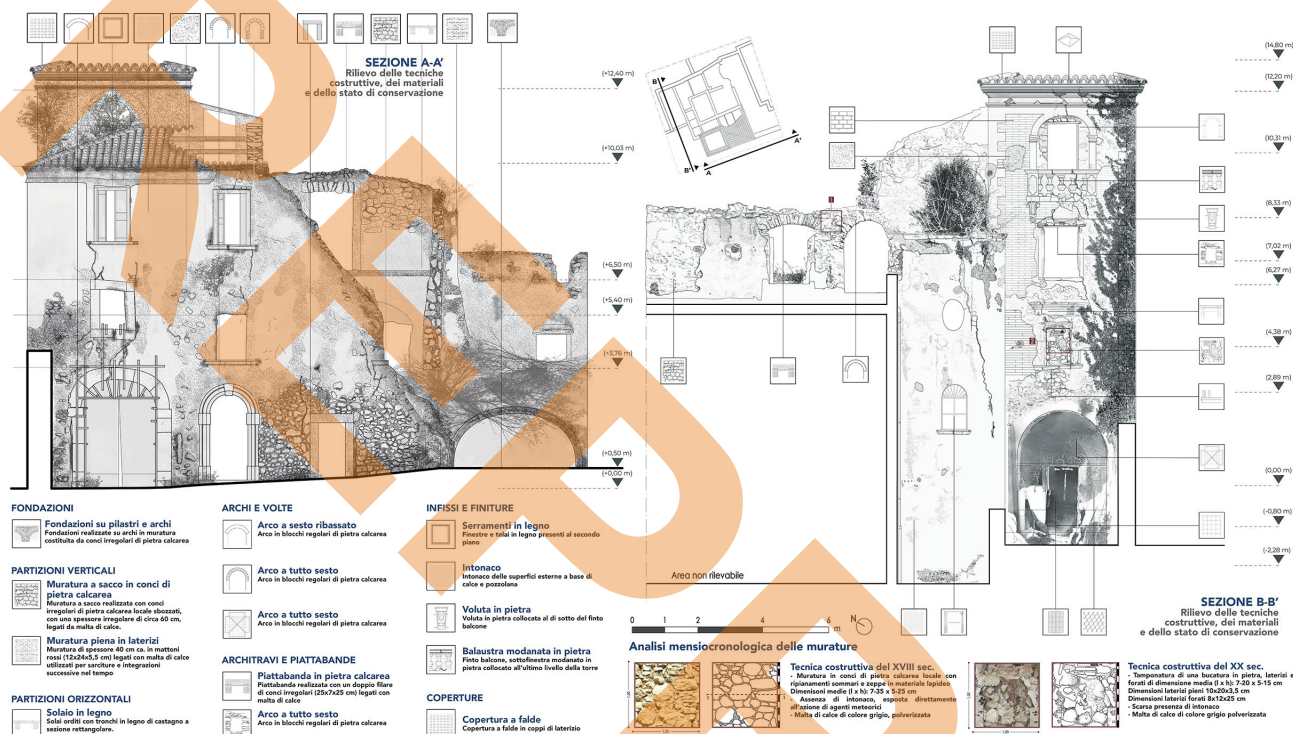 SEZIONE A-A'
Rilievo delle tecniche
costruttive, dei materiali
e dello stato di conservazione
(+12,40 m)
(+10,03 m)
(+6,50 m)
(+5,40 m)
(+3,76 m)
(+0,50 m)
(+0,00 m)
B'
B'
A
A'
1
2
(14,80 m)
(12,20 m)
(10,31 m)
(8,33 m)
(7,02 m)
(6,27 m)
(4,38 m)
(2,89 m)
(0,00 m)
(-0,80 m)
(-2,28 m)
Area non rilevabile
SEZIONE B-B'
Rilievo delle tecniche
costruttive, dei materiali
e dello stato di conservazione
0 1 2 4 6 m
N
FONDAZIONI
Fondazioni su pilastri e archi
Fondazioni realizzate su archi in muratura
costituita da conci irregolari di pietra calcarea
PARTIZIONI VERTICALI
Muratura a sacco in conci di
pietra calcarea
Muratura a sacco realizzata con conci
irregolari di pietra calcarea locale sbozzati,
con uno spessore irregolare di circa 60 cm,
legati da malta di calce.
Muratura piena in laterizi
Muratura di spessore 40 cm ca. in mattoni
rossi (12x24x5,5 cm) legati con malta di calce
utilizzati per sarciture e integrazioni
successive nel tempo
PARTIZIONI ORIZZONTALI
Solaio in legno
Solai orditi con tronchi in legno di castagno a
sezione rettangolare.
ARCHI E VOLTE
Arco a sesto ribassato
Arco in blocchi regolari di pietra calcarea
Arco a tutto sesto
Arco in blocchi regolari di pietra calcarea
Arco a tutto sesto
Arco in blocchi regolari di pietra calcarea
ARCHITRAVI E PIATTABANDE
Piattabanda in pietra calcarea
Piattabanda realizzata con un doppio filare
di conci irregolari (25x7x25 cm) legati con
malta di calce
Arco a tutto sesto
Arco in blocchi regolari di pietra calcarea
INFISSI E FINITURE
Serramenti in legno
Finestre e telai in legno presenti al secondo
piano
Intonaco
Intonaco delle superfici esterne a base di
calce e pozzolana
Voluta in pietra
Voluta in pietra collocata al di sotto del finto
balcone
Balaustra modanata in pietra
Finto balcone, sottofinestra modanato in
pietra collocato all'ultimo livello della torre
COPERTURE
Copertura a falde
Copertura a falde in coppi di laterizio
Analisi mensiocronologica delle murature
Tecnica costruttiva del XVIII sec.
- Muratura in conci di pietra calcarea locale con
ripianamenti sommari e zeppe in materiale lapideo
Dimenisoni medie (l x h): 7-35 x 5-25 cm
- Assenza di intonaco, esposta direttamente
all'azione di agenti meteorici
- Malta di calce di colore grigio, polverizzata
Tecnica costruttiva del XX sec.
- Tamponatura di una bucatura in pietra, laterizi e
forati di dimensione media (l x h): 7-20 x 5-15 cm
Dimensioni laterizi pieni 10x20x3,5 cm
Dimensioni laterizi forati 8x12x25 cm
- Scarsa presenza di intonaco
- Malta di calce di colore grigio polverizzata